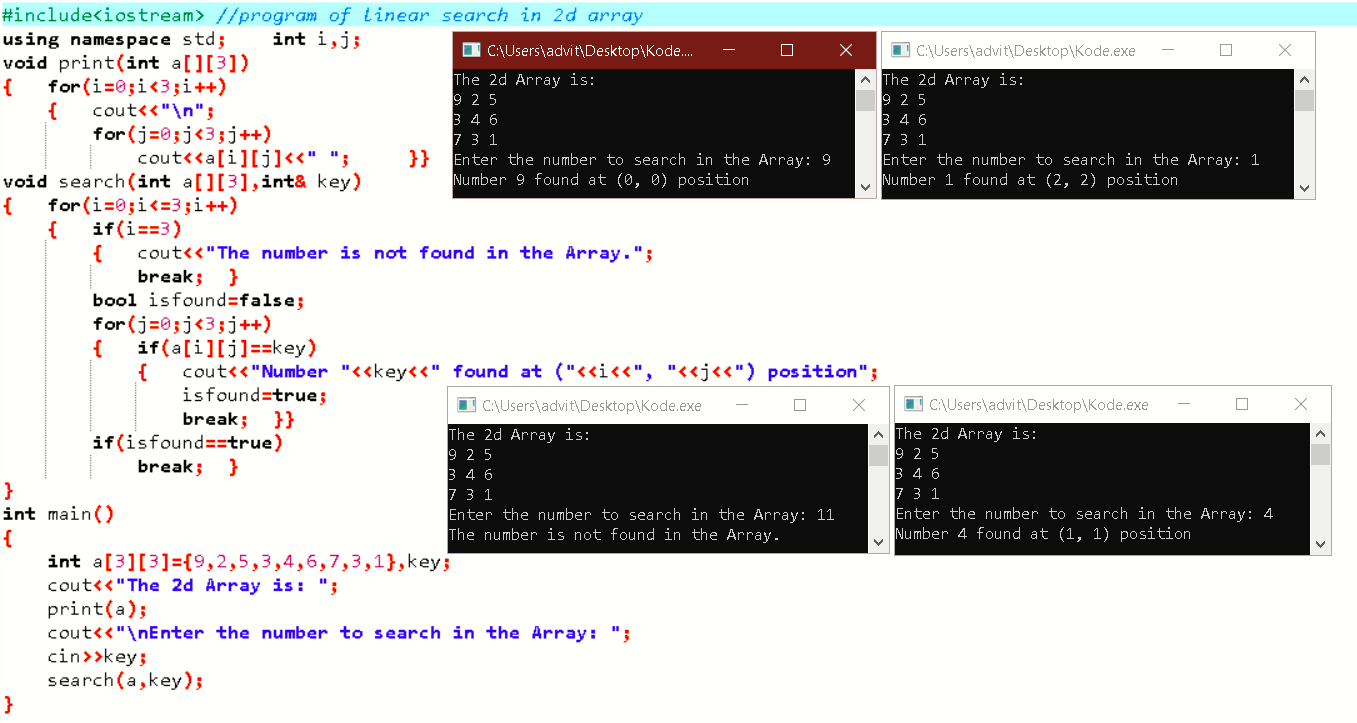 #include<iostream> //program of linear search in 2d array
using namespace std;    int i,j;
void print(int a[][3])
{   for(i=0;i<3;i++)
    {   cout<<"\n";
        for(j=0;j<3;j++)
            cout<<a[i][j]<<" ";     }}
void search(int a[][3],int& key)
{   for(i=0;i<=3;i++)
    {   if(i==3)
        {   cout<<"The number is not found in the Array.";
            break;  }
        bool isfound=false;
        for(j=0;j<3;j++)
        {   if(a[i][j]==key)
            {   cout<<"Number "<<key<<" found at ("<<i<<", "<<j<<") position";
                isfound=true;
                break;  }}
        if(isfound==true)
            break;  }
}
int main()
{
    int a[3][3]={9,2,5,3,4,6,7,3,1},key;
    cout<<"The 2d Array is: ";
    print(a);
    cout<<"\nEnter the number to search in the Array: ";
    cin>>key;
    search(a,key);
}
C:\Users\advit\Desktop\Kode....
The 2d Array is:
9 2 5
3 4 6
7 3 1
Enter the number to search in the Array: 9
Number 9 found at (0, 0) position
C:\Users\advit\Desktop\Kode.exe
The 2d Array is:
9 2 5
3 4 6
7 3 1
Enter the number to search in the Array: 1
Number 1 found at (2, 2) position
C:\Users\advit\Desktop\Kode.exe
The 2d Array is:
9 2 5
3 4 6
7 3 1
Enter the number to search in the Array: 11
The number is not found in the Array.
C:\Users\advit\Desktop\Kode.exe
The 2d Array is:
9 2 5
3 4 6
7 3 1
Enter the number to search in the Array: 4
Number 4 found at (1, 1) position